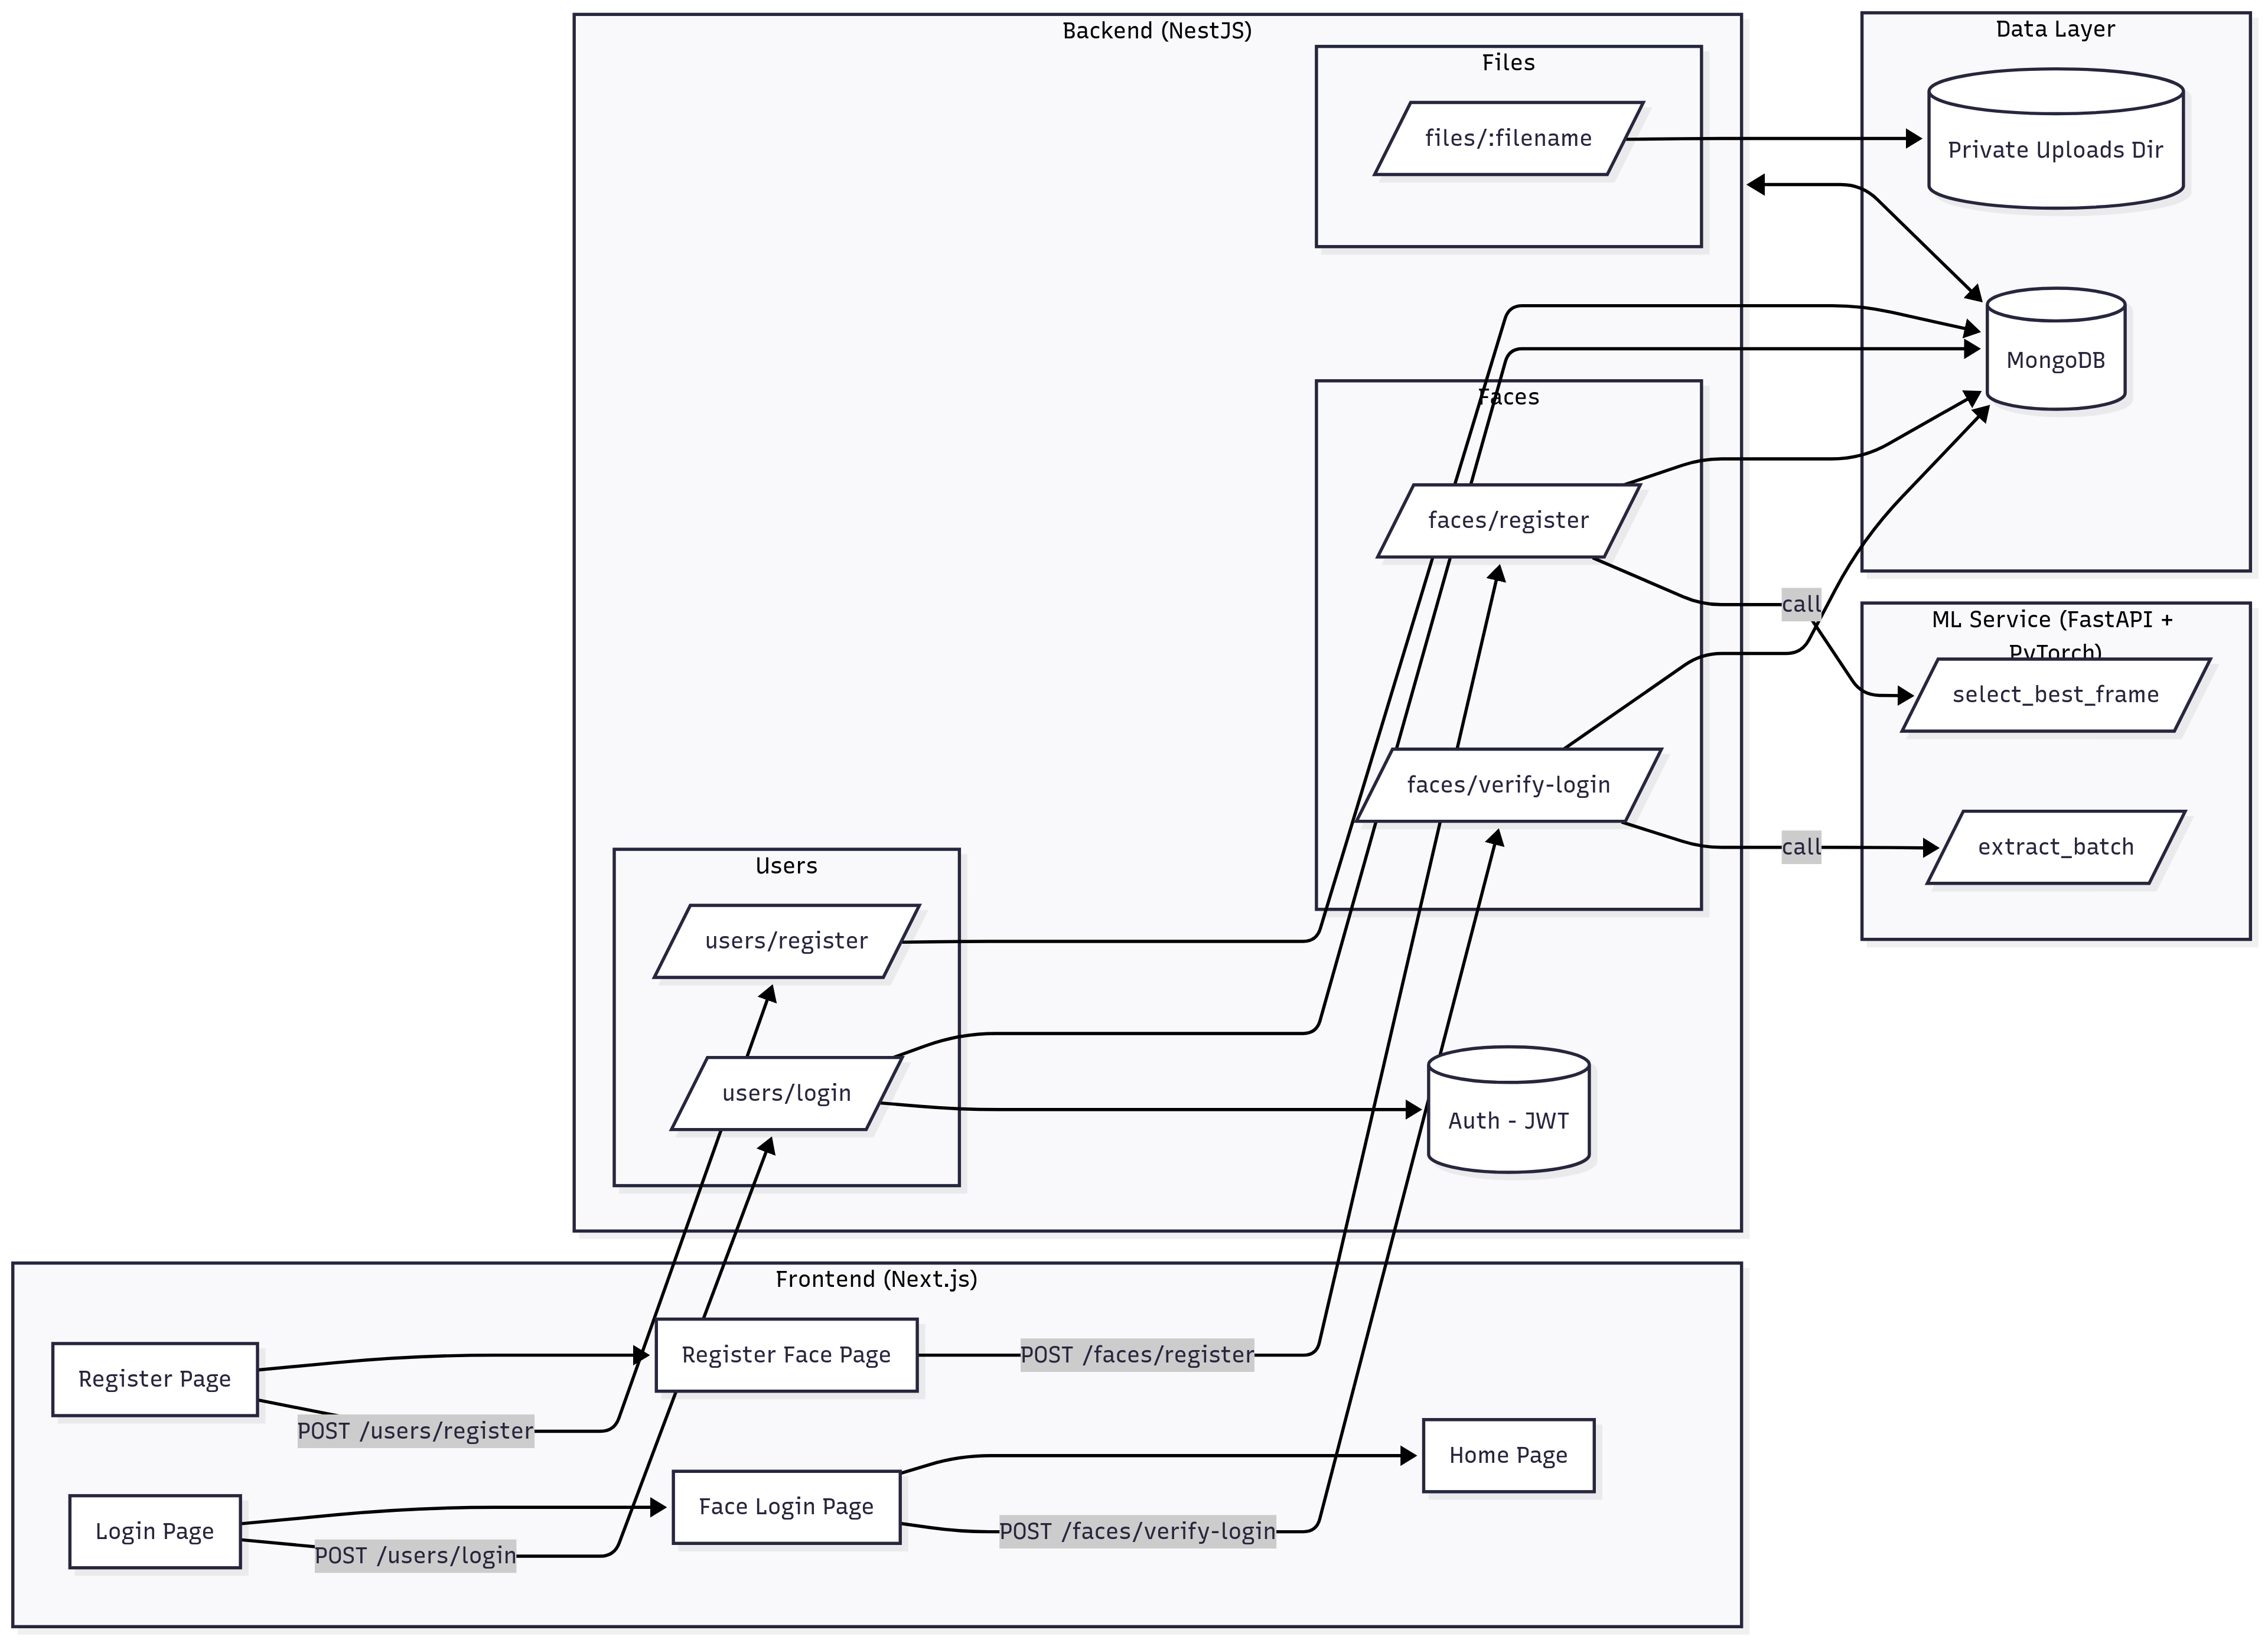 Backend (NestJS)
Files
files/:filename
Data Layer
Private Uploads Dir
MongoDB
Faces
faces/register
call
faces/verify-login
call
ML Service (FastAPI +
PyTorch)
select_best_frame
extract_batch
Users
users/register
users/login
Auth - JWT
Frontend (Next.js)
Register Page
Register Face Page
POST /faces/register
POST /users/register
Home Page
Login Page
Face Login Page
POST /faces/verify-login
POST /users/login